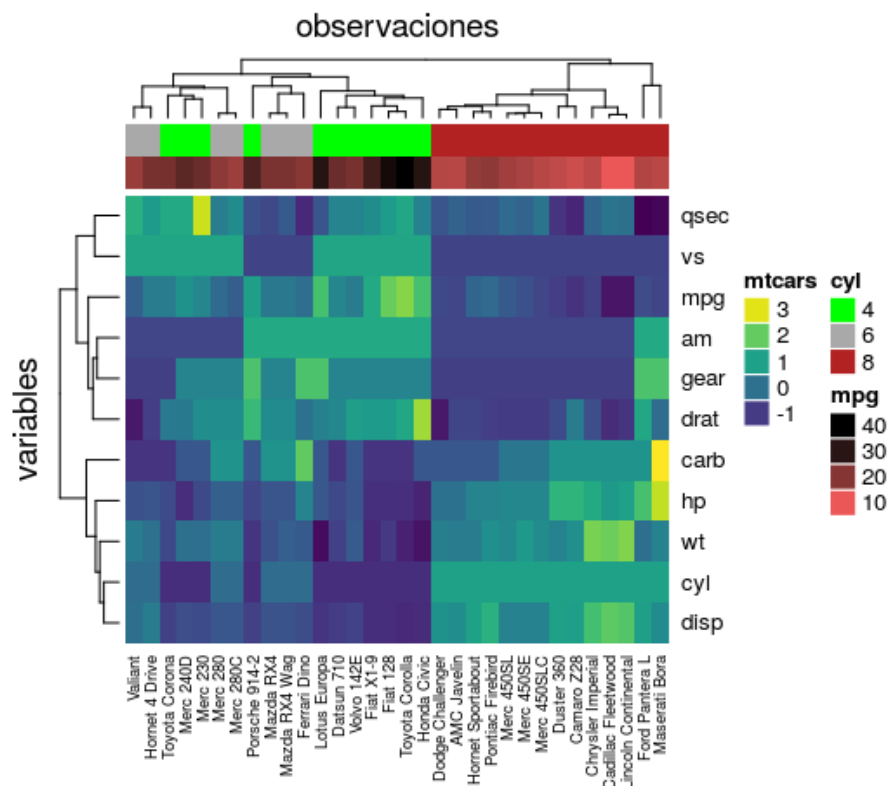 observaciones
variables
qsec
vs
mpg
am
gear
drat
carb
hp
wt
cyl
disp
mtcars
3
2
1
0
-1
cyl
4
6
8
mpg
40
30
20
10
Valiant
Hornet 4 Drive
Toyota Corona
Merc 240D
Merc 230
Merc 280
Merc 280C
Porsche 914-2
Mazda RX4
Mazda RX4 Wag
Ferrari Dino
Lotus Europa
Datsun 710
Volvo 142E
Fiat X1-9
Fiat 128
Toyota Corolla
Honda Civic
Dodge Challenger
AMC Javelin
Hornet Sportabout
Pontiac Firebird
Merc 450SL
Merc 450SE
Merc 450SLC
Duster 360
Camaro Z28
Chrysler Imperial
Cadillac Fleetwood
Lincoln Continental
Ford Pantera L
Maserati Bora